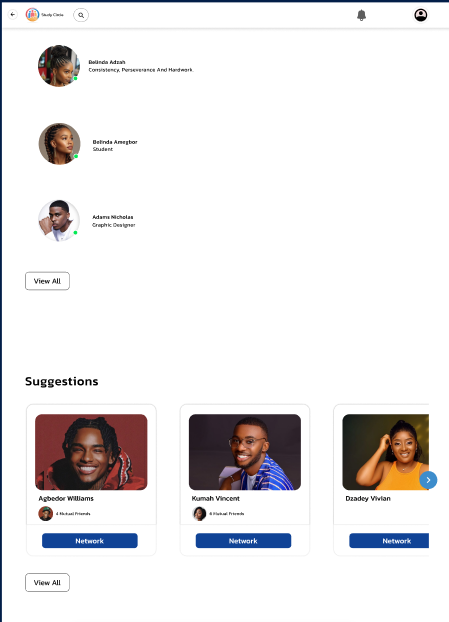 Study Circle
Belinda Adzah
Consistency, Perseverance And Hardwork.
Belinda Amegbor
Student
Adams Nicholas
Graphic Designer
View All
Suggestions
Agbedor Williams
4 Mutual Friends
Network
Kumah Vincent
8 Mutual Friends
Network
Dzadey Vivian
Network
View All